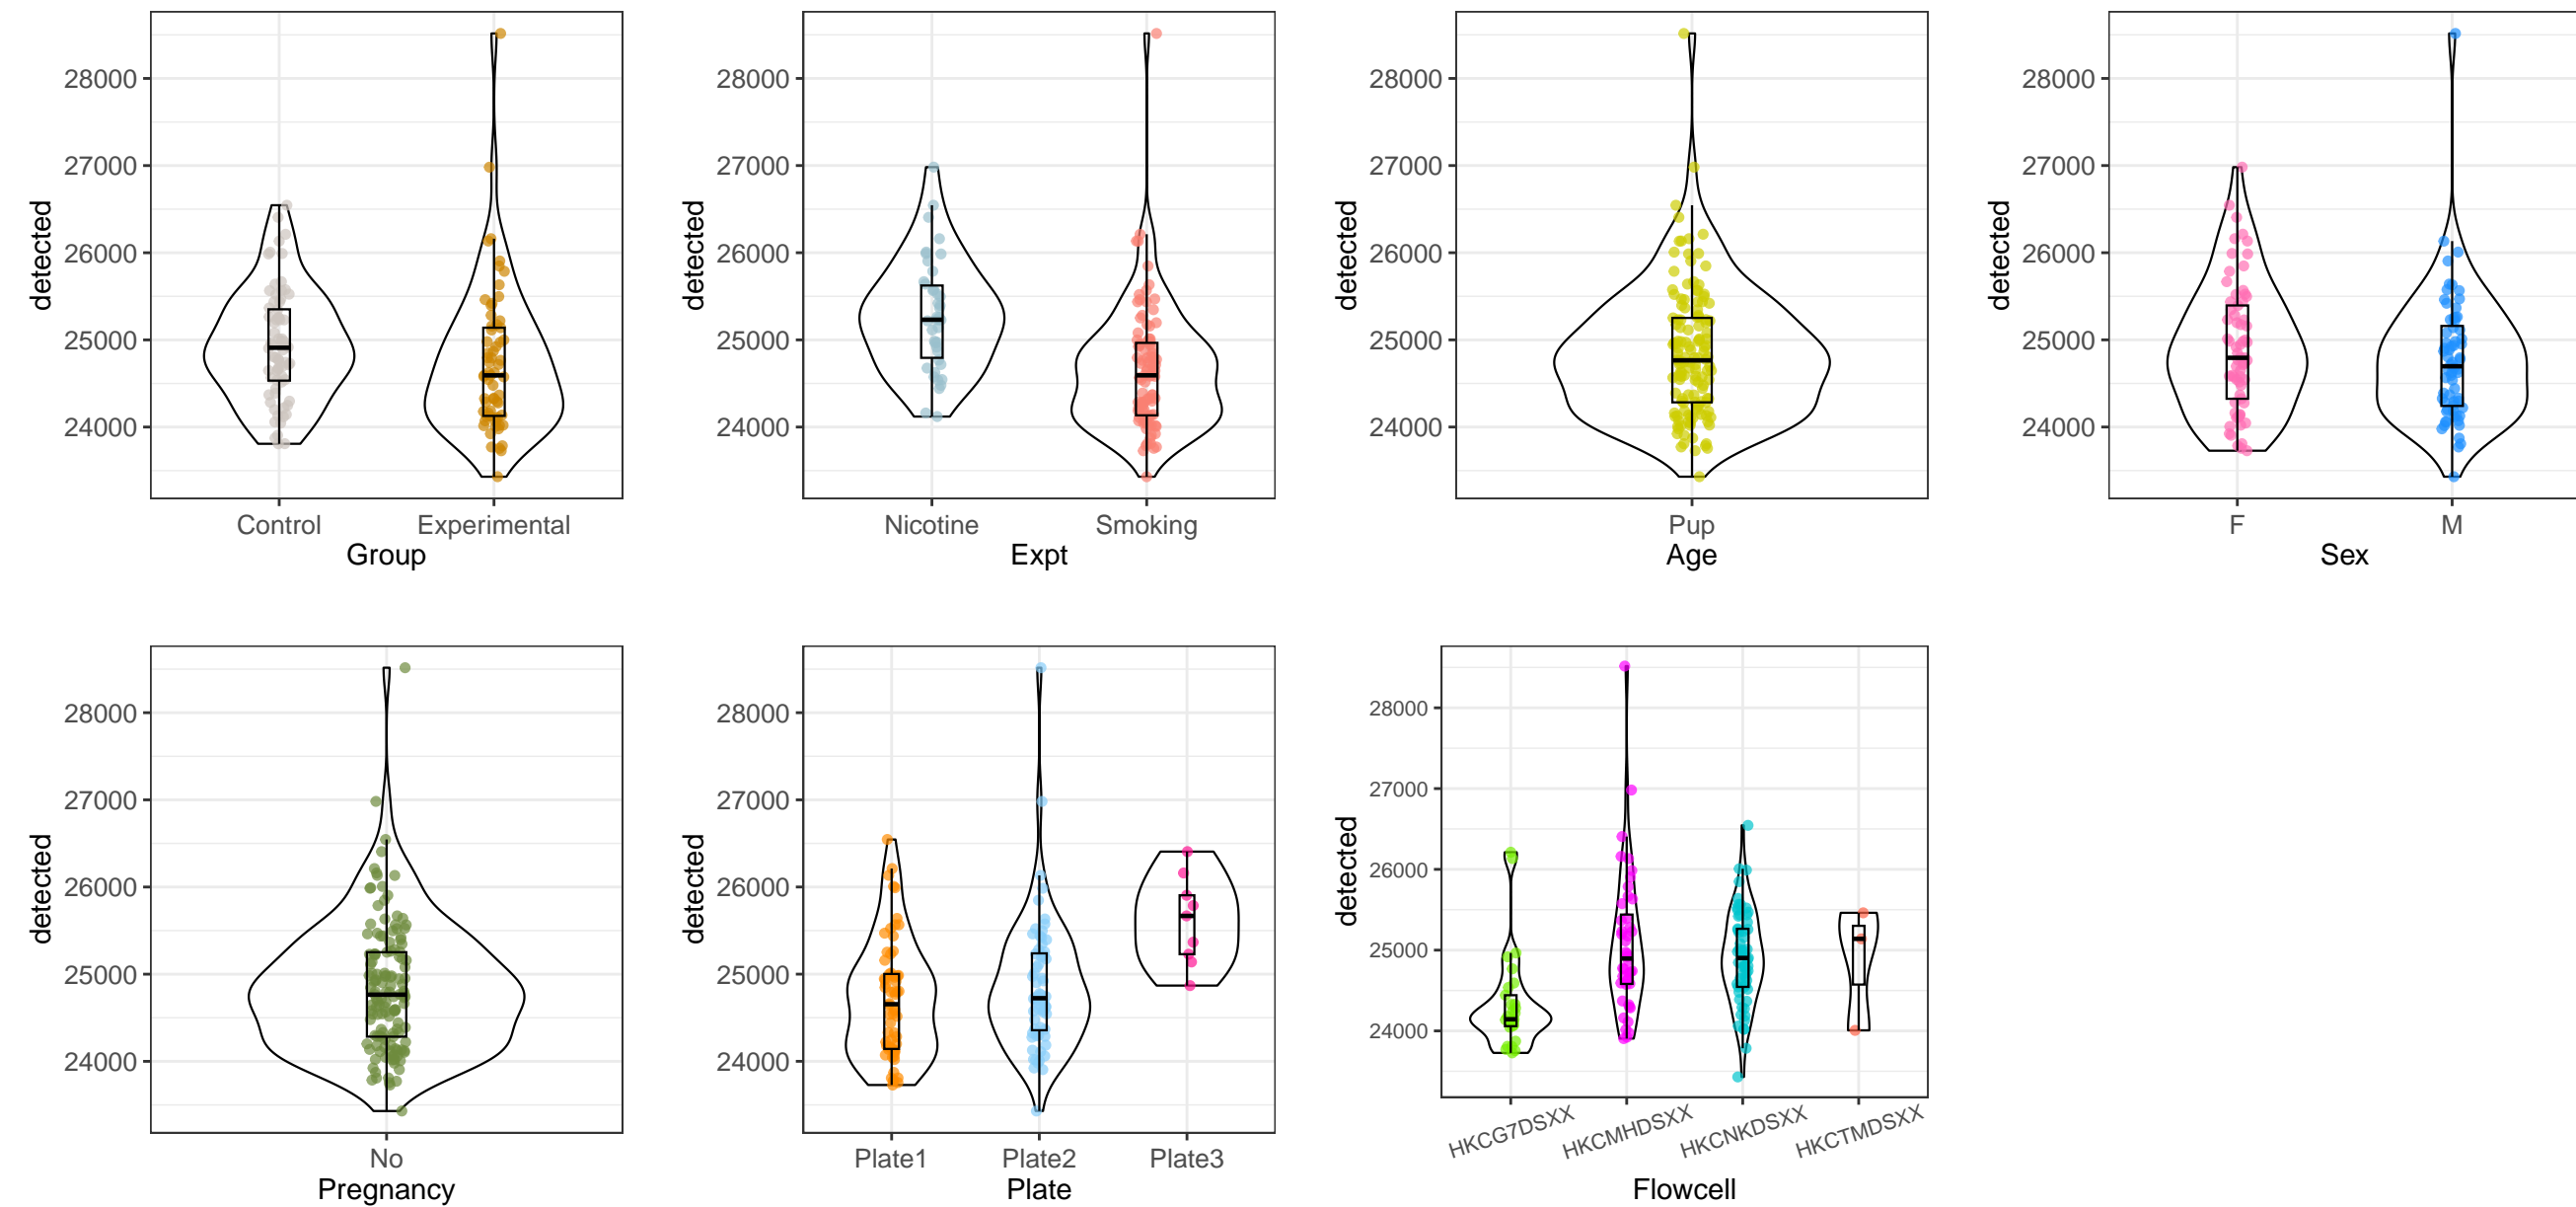 detected
28000
27000
26000
25000
24000
Control Experimental
Group
detected
28000
27000
26000
25000
24000
Nicotine Smoking
Expt
detected
28000
27000
26000
25000
24000
Pup
Age
detected
28000
27000
26000
25000
24000
F M
Sex
detected
28000
27000
26000
25000
24000
No
Pregnancy
detected
28000
27000
26000
25000
24000
Plate1 Plate2 Plate3
Plate
detected
28000
27000
26000
25000
24000
HKCG7DSXX HKCMHDSXX HKCNKDSXX HKCTMDSXX
Flowcell